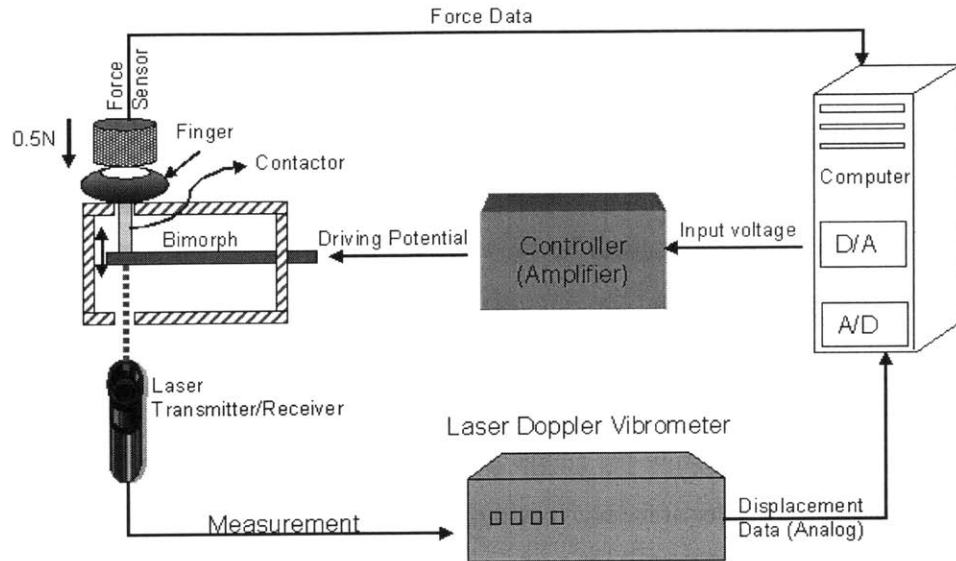 Force Data
Force
Sensor
0.5N
Finger
Contactor
Computer
Bimorph
Driving Potential
Controller
(Amplifier)
Input voltage
D/A
A/D
Laser
Transmitter/Receiver
Laser Doppler Vibrometer
Measurement
Displacement
Data (Analog)